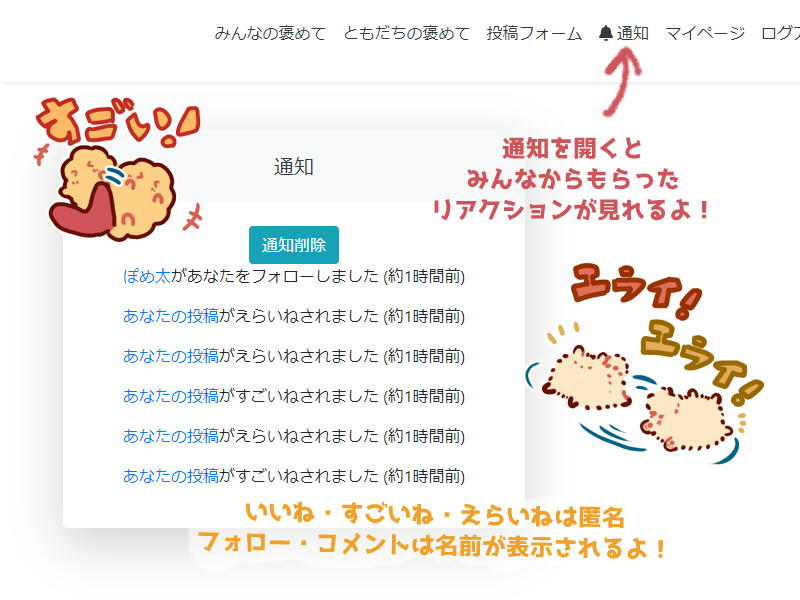 みんなの褒めて ともだちの褒めて 投稿フォーム 通知 マイページ ログア
すごい!
通知
通知を開くと
みんなからもらった
リアクションが見れるよ!
通知削除
ぽめ太があなたをフォローしました (約1時間前)
あなたの投稿がえらいねされました (約1時間前)
あなたの投稿がえらいねされました (約1時間前)
あなたの投稿がすごいねされました (約1時間前)
あなたの投稿がえらいねされました (約1時間前)
あなたの投稿がすごいねされました (約1時間前)
エライ!
エライ!
いいね・すごいね・えらいねは匿名
フォロー・コメントは名前が表示されるよ!